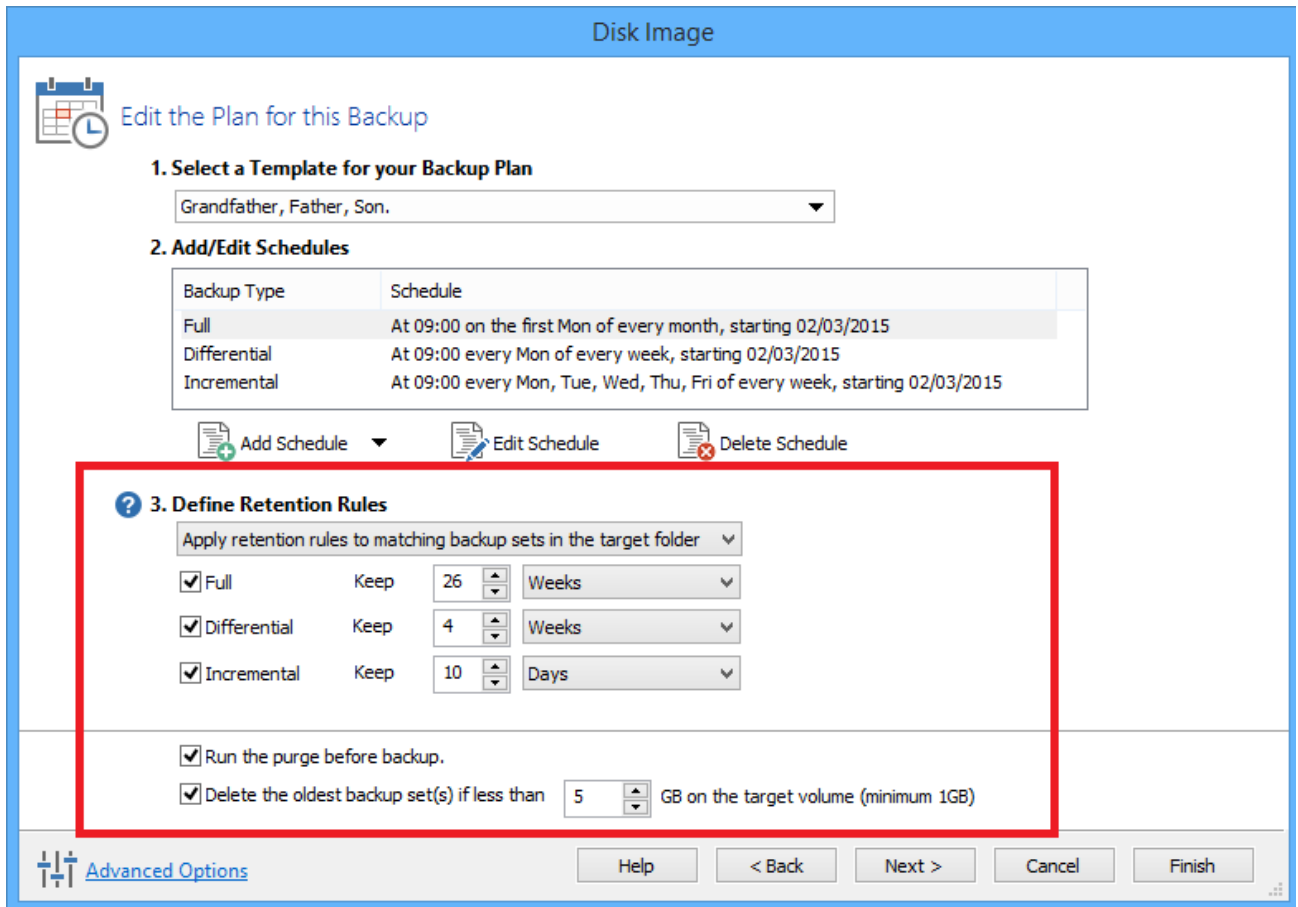 Disk Image
Edit the Plan for this Backup
1. Select a Template for your Backup Plan
Grandfather, Father, Son.
2. Add/Edit Schedules
Backup Type Schedule
Full At 09:00 on the first Mon of every month, starting 02/03/2015
Differential At 09:00 every Mon of every week, starting 02/03/2015
Incremental At 09:00 every Mon, Tue, Wed, Thu, Fri of every week, starting 02/03/2015
Add Schedule Edit Schedule Delete Schedule
? 3. Define Retention Rules
Apply retention rules to matching backup sets in the target folder
Full Keep 26 Weeks
Differential Keep 4 Weeks
Incremental Keep 10 Days
Run the purge before backup.
Delete the oldest backup set(s) if less than 5 GB on the target volume (minimum 1GB)
Advanced Options Help < Back Next > Cancel Finish